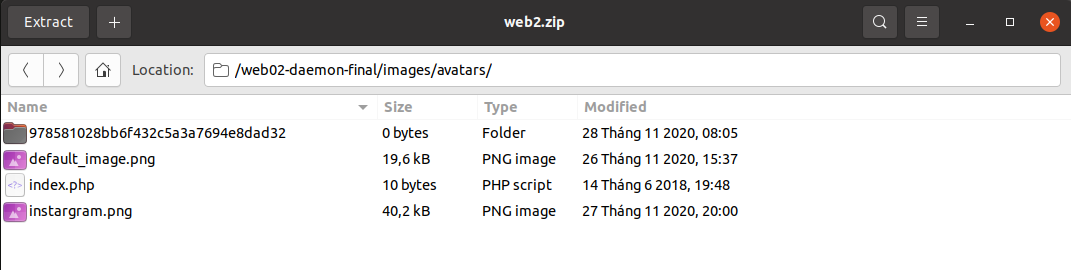 Extract + web2.zip
Location: /web02-daemon-final/images/avatars/
Name Size Type Modified
978581028bb6f432c5a3a7694e8dad32 0 bytes Folder 28 Tháng 11 2020, 08:05
default_image.png 19,6 kB PNG image 26 Tháng 11 2020, 15:37
index.php 10 bytes PHP script 14 Tháng 6 2018, 19:48
instargram.png 40,2 kB PNG image 27 Tháng 11 2020, 20:00